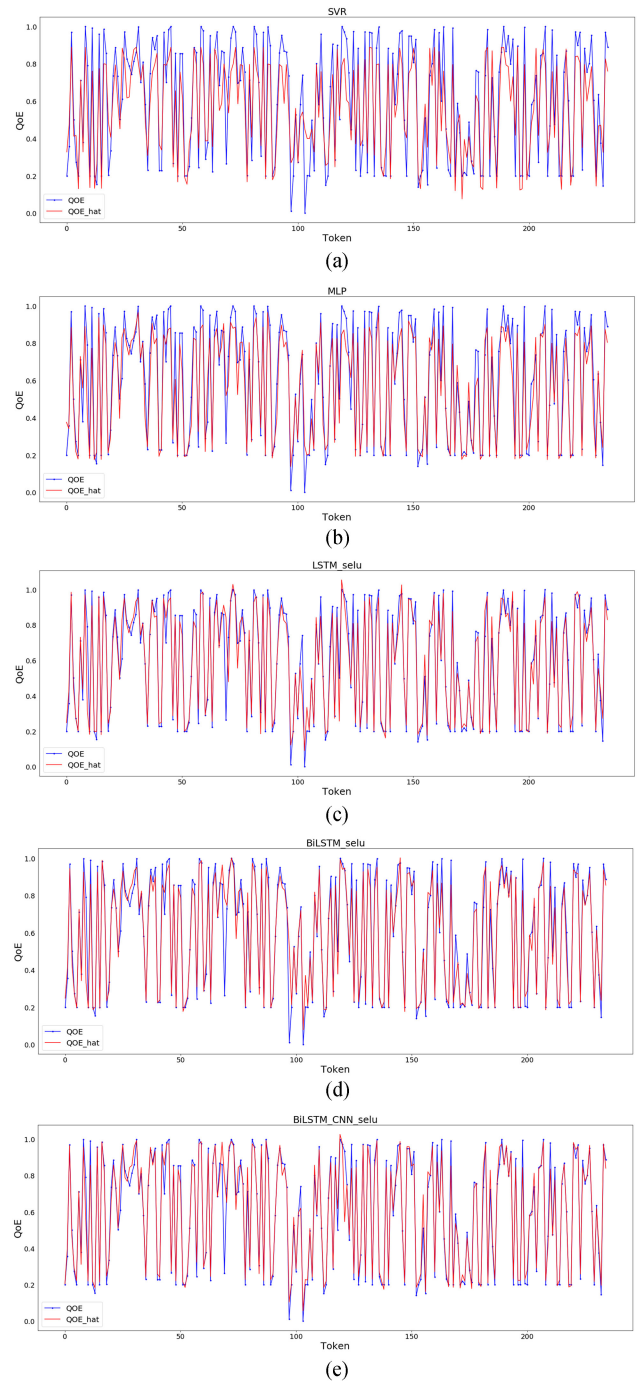 SVR
1.0
0.8
0.6
0.4
0.2
0.0
QoE
QOE
QOE_hat
0 50 100 150 200
Token
(a)
MLP
1.0
0.8
0.6
0.4
0.2
0.0
QoE
QOE
QOE_hat
0 50 100 150 200
Token
(b)
LSTM_selu
1.0
0.8
0.6
0.4
0.2
0.0
QoE
QOE
QOE_hat
0 50 100 150 200
Token
(c)
BiLSTM_selu
1.0
0.8
0.6
0.4
0.2
0.0
QoE
QOE
QOE_hat
0 50 100 150 200
Token
(d)
BiLSTM_CNN_selu
1.0
0.8
0.6
0.4
0.2
0.0
QoE
QOE
QOE_hat
0 50 100 150 200
Token
(e)